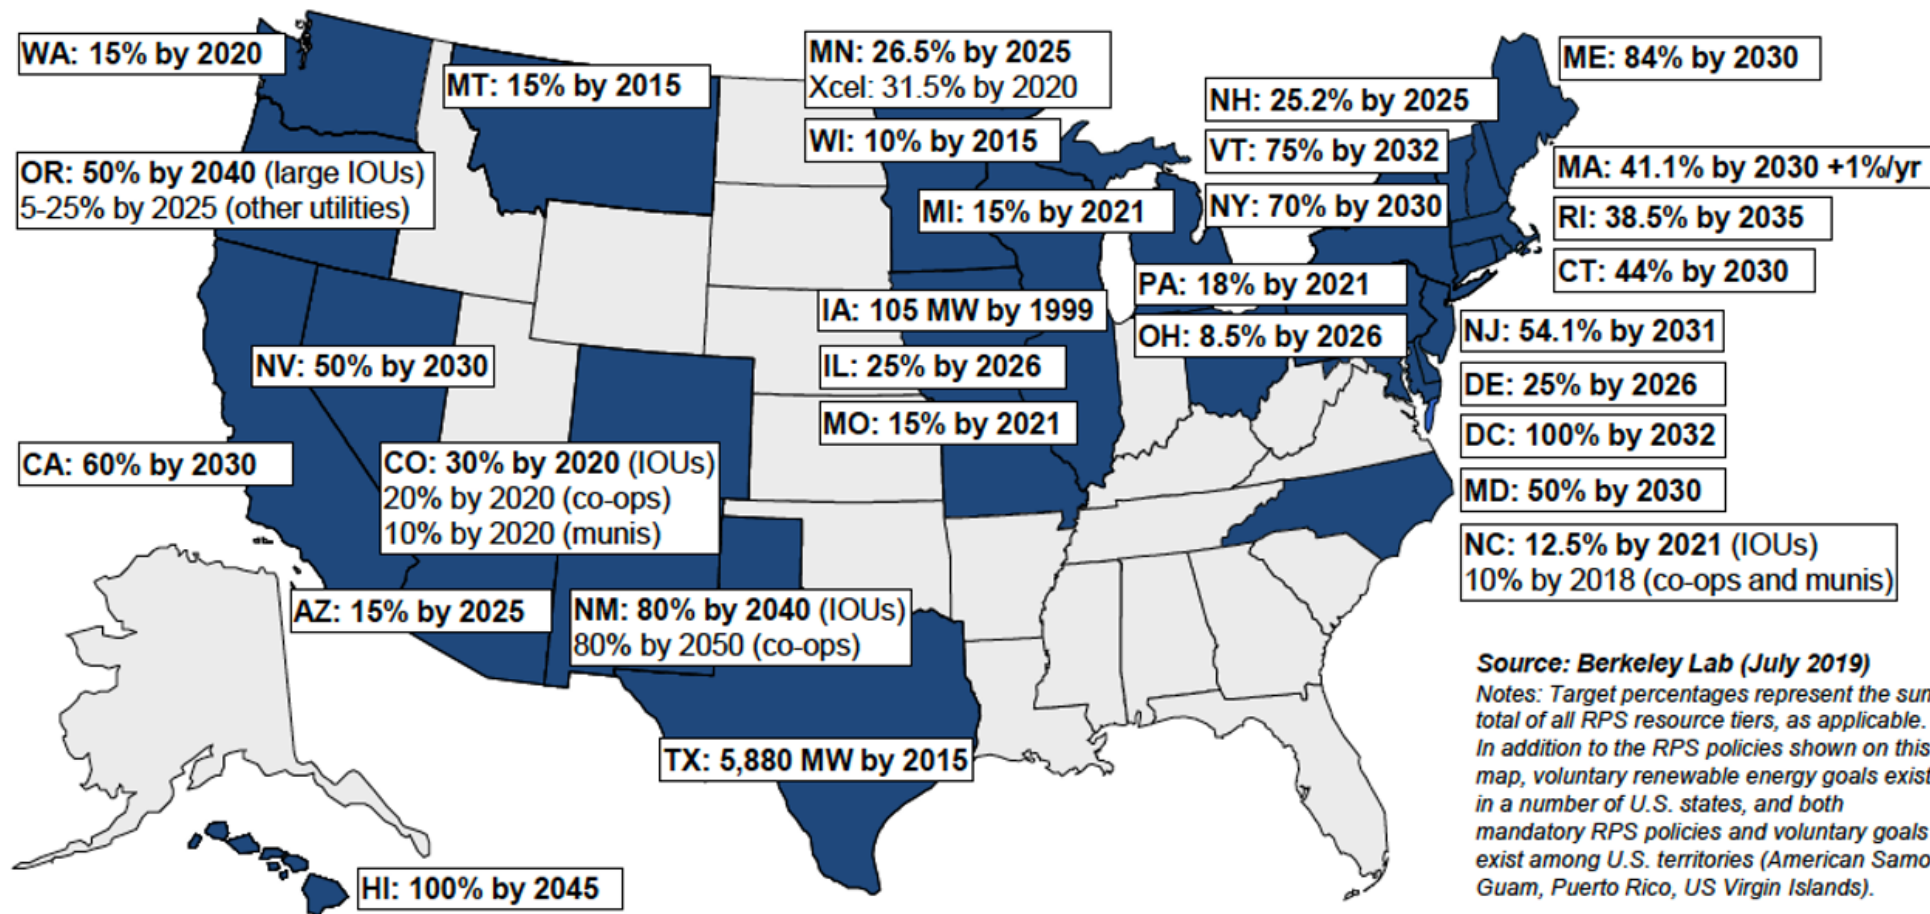 WA: 15% by 2020
MT: 15% by 2015
MN: 26.5% by 2025
Xcel: 31.5% by 2020
ME: 84% by 2030
NH: 25.2% by 2025
WI: 10% by 2015
VT: 75% by 2032
OR: 50% by 2040 (large IOUs)
5-25% by 2025 (other utilities)
MA: 41.1% by 2030 +1%/yr
MI: 15% by 2021
NY: 70% by 2030
RI: 38.5% by 2035
CT: 44% by 2030
PA: 18% by 2021
IA: 105 MW by 1999
OH: 8.5% by 2026
NJ: 54.1% by 2031
NV: 50% by 2030
IL: 25% by 2026
DE: 25% by 2026
MO: 15% by 2021
DC: 100% by 2032
CA: 60% by 2030
CO: 30% by 2020 (IOUs)
20% by 2020 (co-ops)
10% by 2020 (munis)
MD: 50% by 2030
NC: 12.5% by 2021 (IOUs)
10% by 2018 (co-ops and munis)
AZ: 15% by 2025
NM: 80% by 2040 (IOUs)
80% by 2050 (co-ops)
TX: 5,880 MW by 2015
HI: 100% by 2045
Source: Berkeley Lab (July 2019)
Notes: Target percentages represent the sum
total of all RPS resource tiers, as applicable.
In addition to the RPS policies shown on this
map, voluntary renewable energy goals exist
in a number of U.S. states, and both
mandatory RPS policies and voluntary goals
exist among U.S. territories (American Samo
Guam, Puerto Rico, US Virgin Islands).